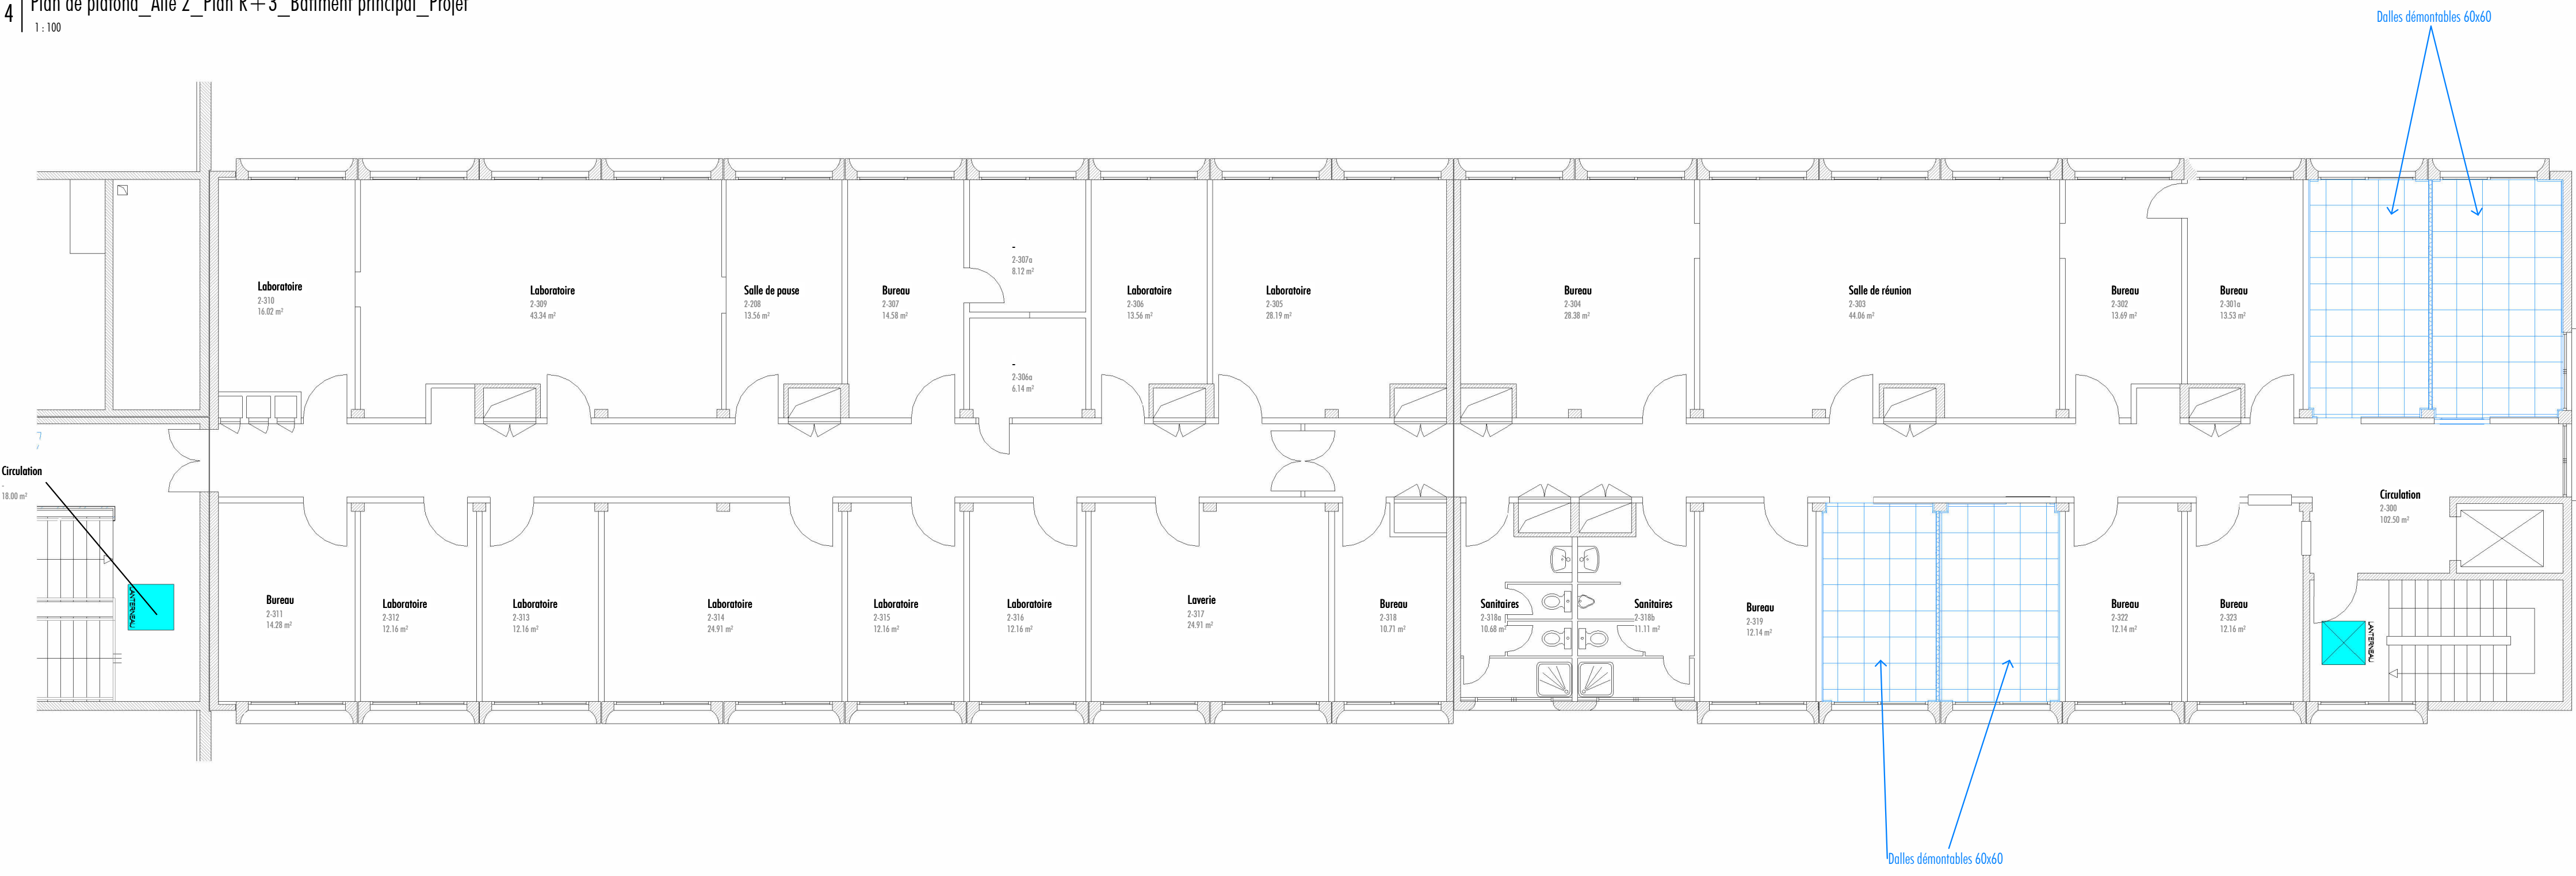 4
Plan de plafond_Aile 2_Plan R+3_Bâtiment principal_Projet
1 : 100
Dalles démontables 60x60
Laboratoire
2-310
16.02 m²
Laboratoire
2-309
43.34 m²
Salle de pause
2-208
13.56 m²
Bureau
2-307
14.58 m²
-
2-307a
8.12 m²
-
2-306a
6.14 m²
Laboratoire
2-306
13.56 m²
Laboratoire
2-305
28.19 m²
Bureau
2-304
28.38 m²
Salle de réunion
2-303
44.06 m²
Bureau
2-302
13.69 m²
Bureau
2-301a
13.53 m²
Circulation
-
18.00 m²
LANTERNEAU
Circulation
2-300
102.50 m²
Bureau
2-311
14.28 m²
Laboratoire
2-312
12.16 m²
Laboratoire
2-313
12.16 m²
Laboratoire
2-314
24.91 m²
Laboratoire
2-315
12.16 m²
Laboratoire
2-316
12.16 m²
Laverie
2-317
24.91 m²
Bureau
2-318
10.71 m²
Sanitaires
2-318a
10.68 m²
Sanitaires
2-318b
11.11 m²
Bureau
2-319
12.14 m²
Bureau
2-322
12.14 m²
Bureau
2-323
12.16 m²
LANTERNEAU
Dalles démontables 60x60